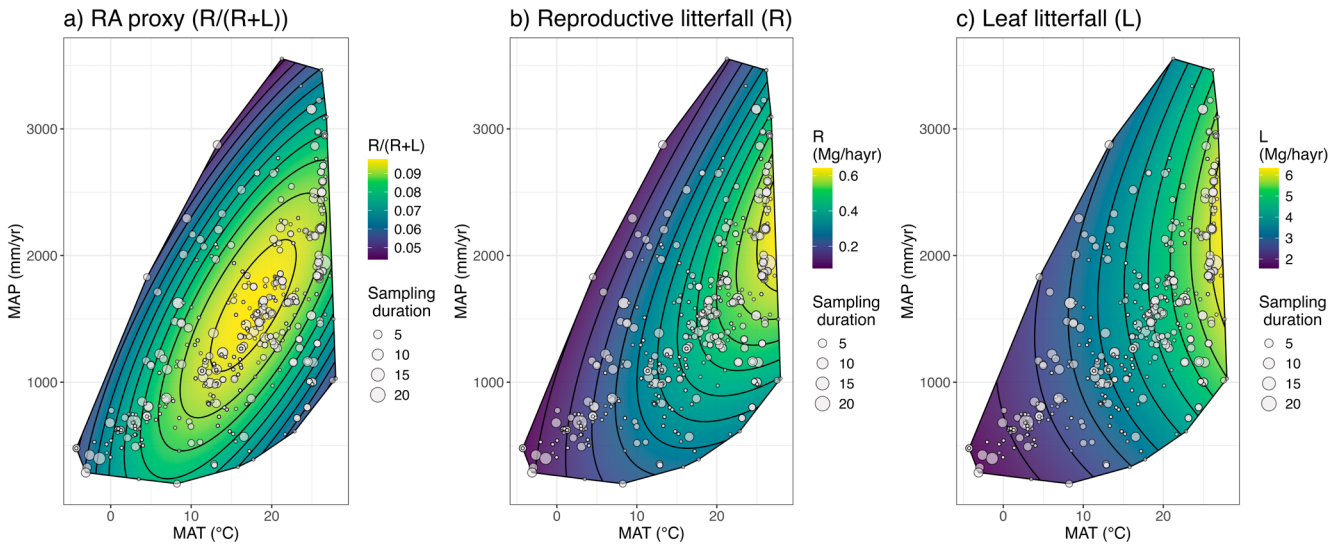 a) RA proxy (R/(R+L))
MAP (mm/yr)
3000
2000
1000
0
10
20
MAT (°C)
R/(R+L)
0.09
0.08
0.07
0.06
0.05
Sampling
duration
5
10
15
20
b) Reproductive litterfall (R)
MAP (mm/yr)
3000
2000
1000
0
10
20
MAT (°C)
R
(Mg/hayr)
0.6
0.4
0.2
Sampling
duration
5
10
15
20
c) Leaf litterfall (L)
MAP (mm/yr)
3000
2000
1000
0
10
20
MAT (°C)
L
(Mg/hayr)
6
5
4
3
2
Sampling
duration
5
10
15
20